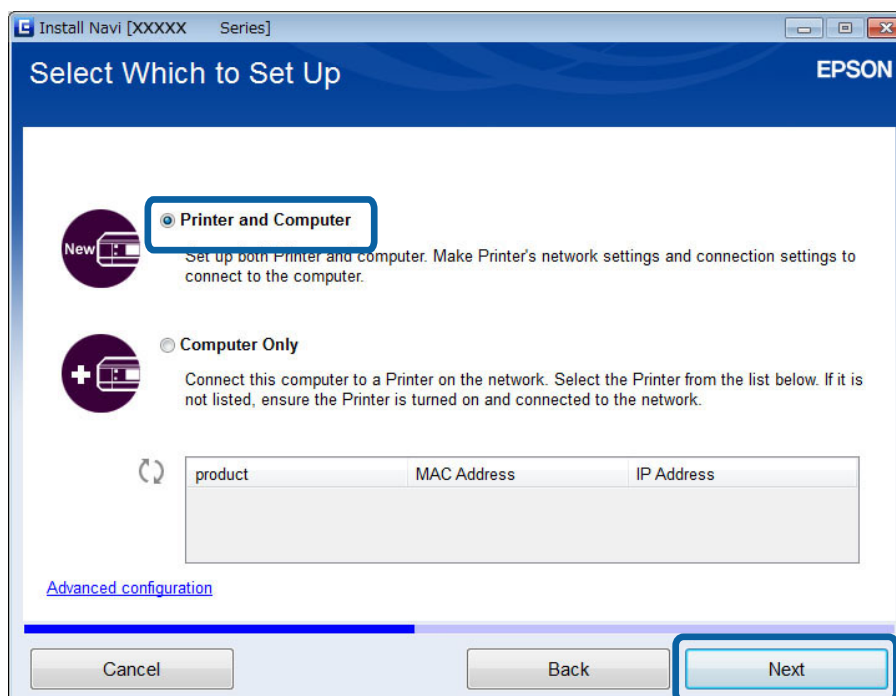 Install Navi [XXXXX Series]
Select Which to Set Up
EPSON
New
Printer and Computer
Set up both Printer and computer. Make Printer's network settings and connection settings to
connect to the computer.
Computer Only
Connect this computer to a Printer on the network. Select the Printer from the list below. If it is
not listed, ensure the Printer is turned on and connected to the network.
product MAC Address IP Address
Advanced configuration
Cancel Back Next